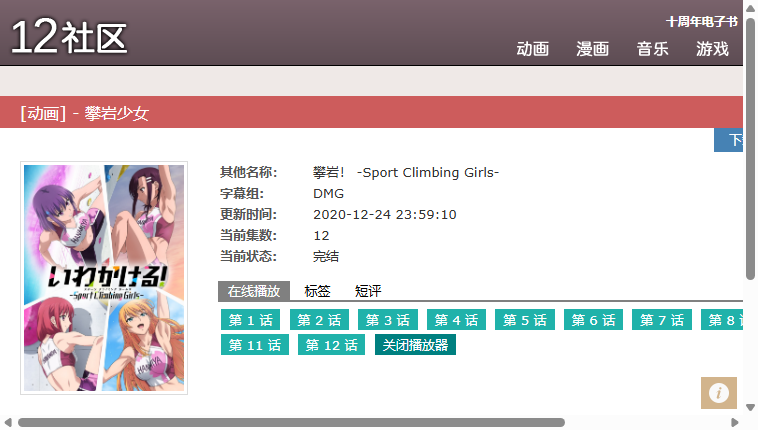 12社区
十周年电子书
动画 漫画 音乐 游戏
[动画] - 攀岩少女
其他名称： 攀岩！ -Sport Climbing Girls-
字幕组： DMG
更新时间： 2020-12-24 23:59:10
当前集数： 12
当前状态： 完结
いわかける!
-Sport Climbing Girls-
HANAMIYA
在线播放 标签 短评
第 1 话 第 2 话 第 3 话 第 4 话 第 5 话 第 6 话 第 7 话 第 8
第 11 话 第 12 话 关闭播放器